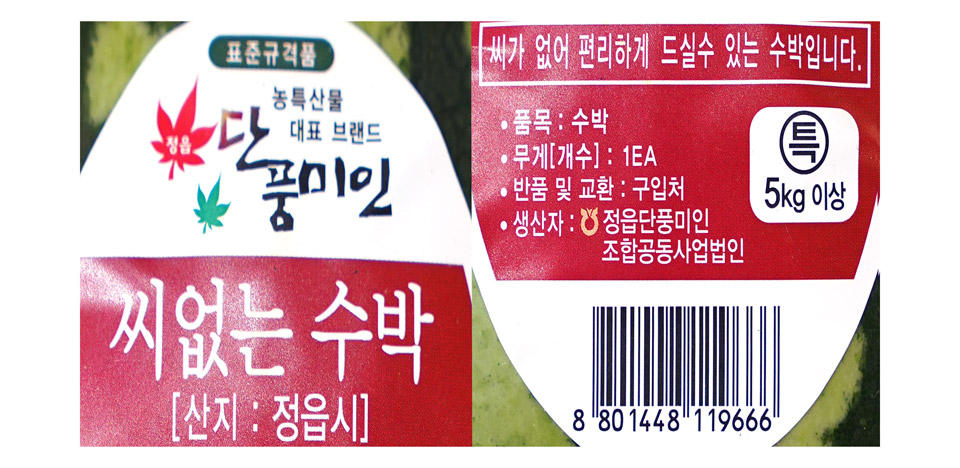 표준규격품
농특산물
대표 브랜드
정읍
단풍미인
씨없는 수박
[산지 : 정읍시]
씨가 없어 편리하게 드실수 있는 수박입니다.
• 품목 : 수박
• 무게[개수] : 1EA
• 반품 및 교환 : 구입처
• 생산자 : 정읍단풍미인
조합공동사업법인
특
5kg 이상
8 801448 119666